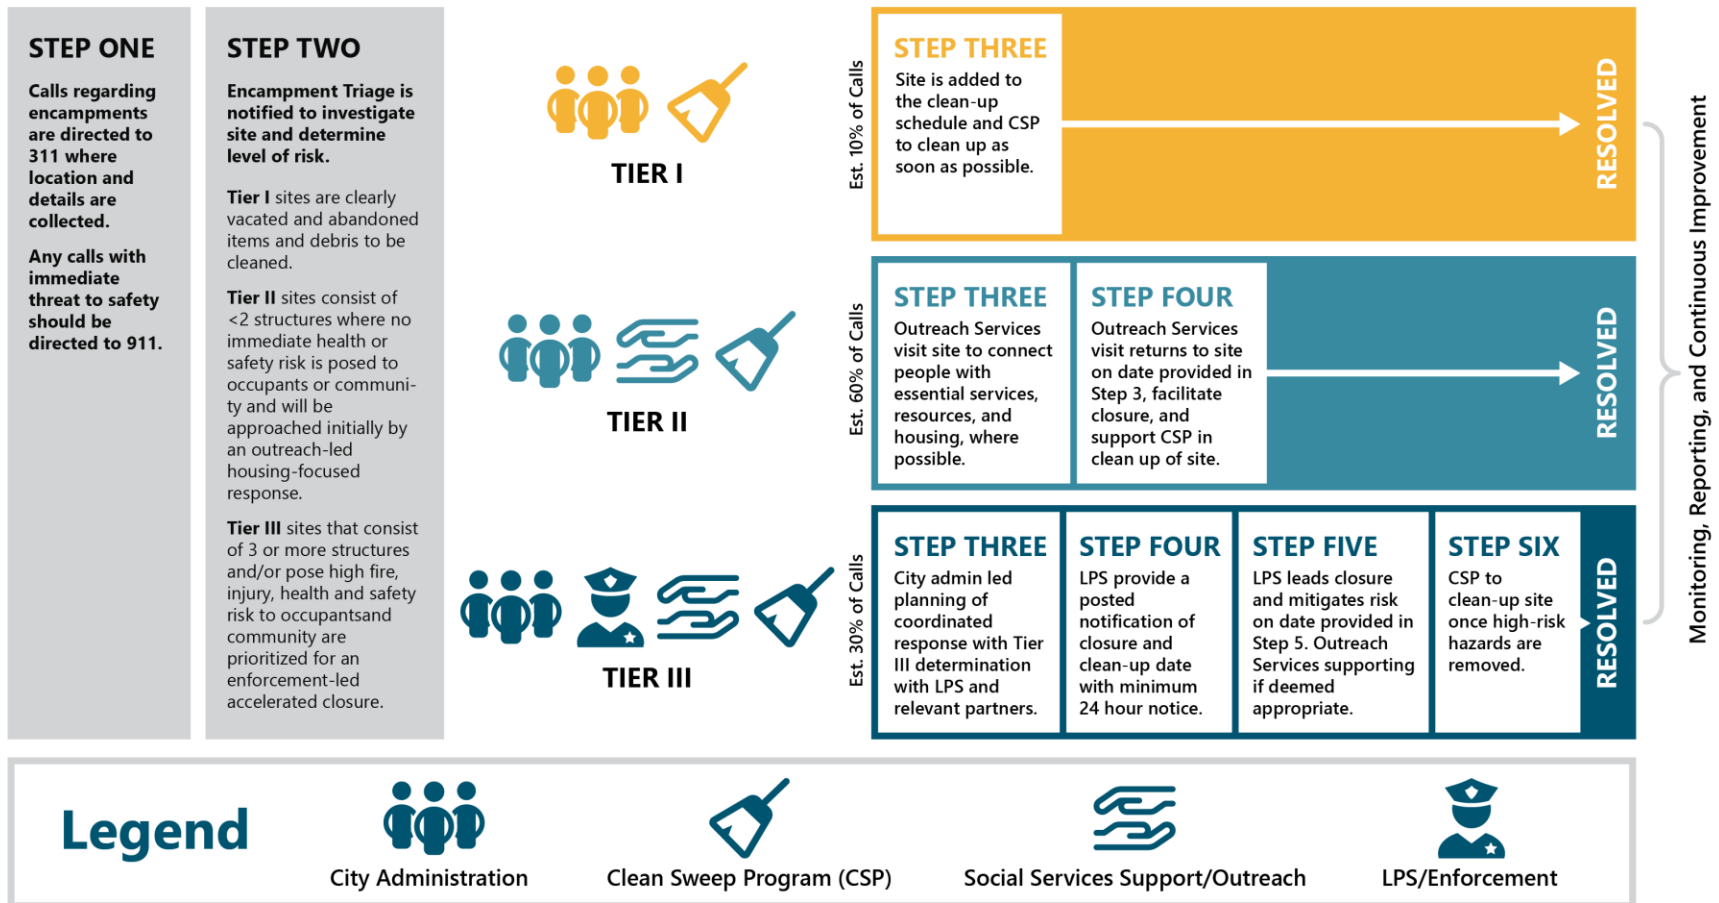 STEP ONE
Calls regarding
encampments
are directed to
311 where
location and
details are
collected.
Any calls with
immediate
threat to safety
should be
directed to 911.
STEP TWO
Encampment Triage is
notified to investigate
site and determine
level of risk.
Tier I sites are clearly
vacated and abandoned
items and debris to be
cleaned.
Tier II sites consist of
<2 structures where no
immediate health or
safety risk is posed to
occupants or communi-
ty and will be
approached initially by
an outreach-led
housing-focused
response.
Tier III sites that consist
of 3 or more structures
and/or pose high fire,
injury, health and safety
risk to occupantsand
community are
prioritized for an
enforcement-led
accelerated closure.
TIER I
Est. 10% of Calls
STEP THREE
Site is added to
the clean-up
schedule and CSP
to clean up as
soon as possible.
RESOLVED
TIER II
Est. 60% of Calls
STEP THREE
Outreach Services
visit site to connect
people with
essential services,
resources, and
housing, where
possible.
STEP FOUR
Outreach Services
visit returns to site
on date provided in
Step 3, facilitate
closure, and
support CSP in
clean up of site.
RESOLVED
TIER III
Est. 30% of Calls
STEP THREE
City admin led
planning of
coordinated
response with Tier
III determination
with LPS and
relevant partners.
STEP FOUR
LPS provide a
posted
notification of
closure and
clean-up date
with minimum
24 hour notice.
STEP FIVE
LPS leads closure
and mitigates risk
on date provided in
Step 5. Outreach
Services supporting
if deemed
appropriate.
STEP SIX
CSP to
clean-up site
once high-risk
hazards are
removed.
RESOLVED
Monitoring, Reporting, and Continuous Improvement
Legend
City Administration
Clean Sweep Program (CSP)
Social Services Support/Outreach
LPS/Enforcement